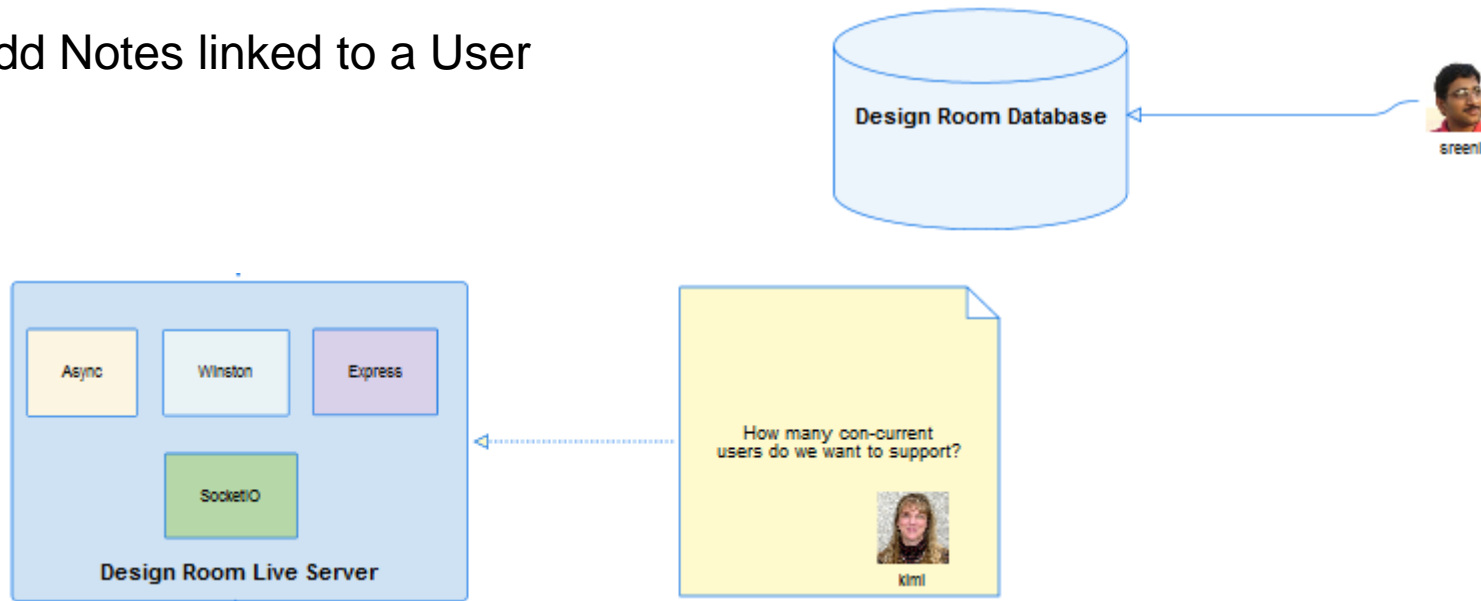 dd Notes linked to a User
Design Room Database
sreeni
Async
Winston
Express
SocketIO
Design Room Live Server
How many con-current
users do we want to support?
kimi